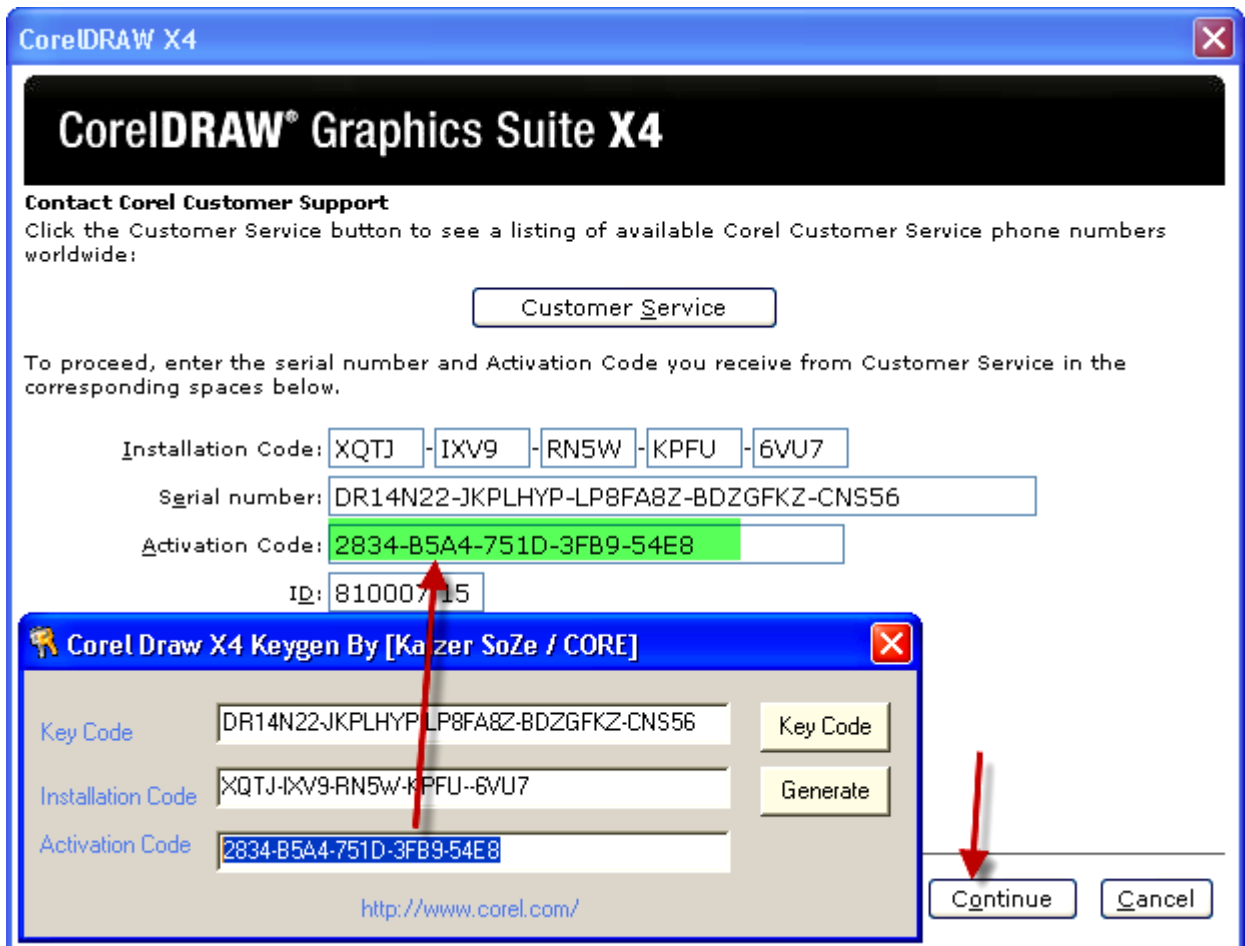 CorelDRAW X4
CorelDRAW® Graphics Suite X4
Contact Corel Customer Support
Click the Customer Service button to see a listing of available Corel Customer Service phone numbers
worldwide:
Customer Service
To proceed, enter the serial number and Activation Code you receive from Customer Service in the
corresponding spaces below.
Installation Code: XQTJ - IXV9 - RN5W - KPFU - 6VU7
Serial number: DR14N22-JKPLHYP-LP8FA8Z-BDZGFKZ-CNS56
Activation Code: 2834-B5A4-751D-3FB9-54E8
ID:
Corel Draw X4 Keygen By [Kaizer SoZe / CORE]
Key Code DR14N22-JKPLHYP-LP8FA8Z-BDZGFKZ-CNS56 Key Code
Installation Code XQTJ-IXV9-RN5W-KPFU--6VU7 Generate
Activation Code 2834-B5A4-751D-3FB9-54E8
http://www.corel.com/
Continue Cancel